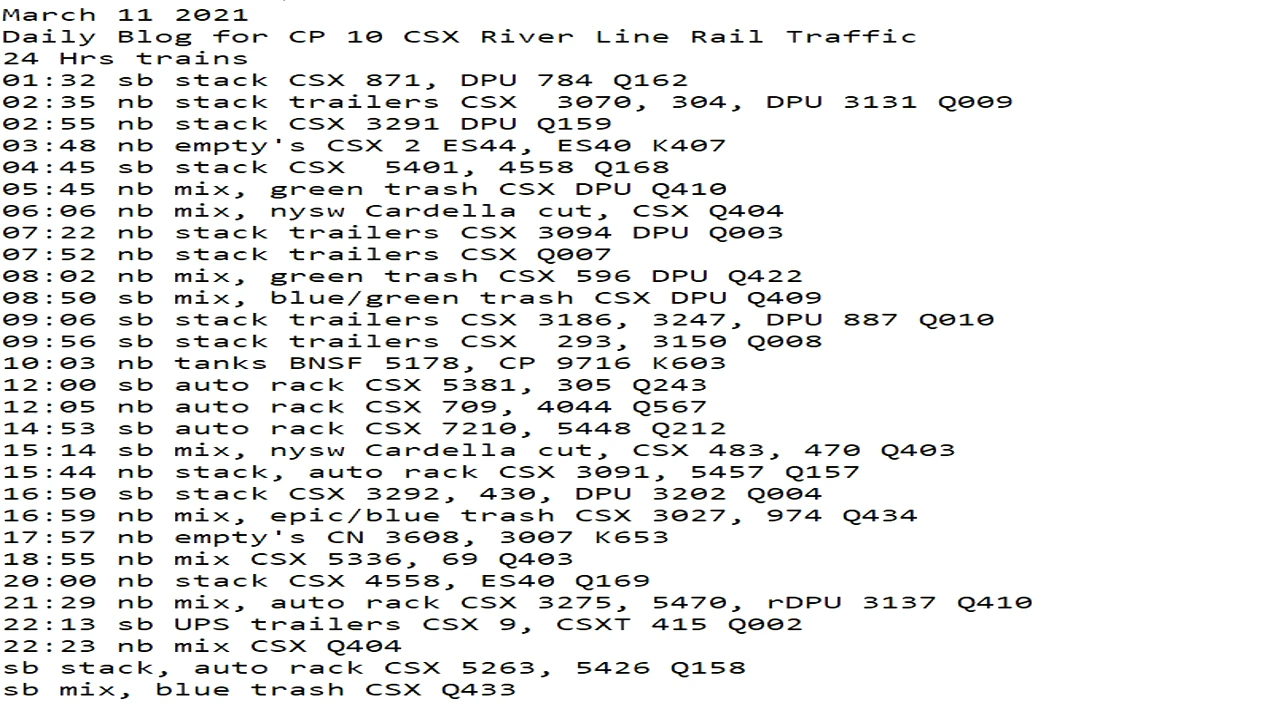 March 11 2021
Daily Blog for CP 10 CSX River Line Rail Traffic
24 Hrs trains
01:32 sb stack CSX 871, DPU 784 Q162
02:35 nb stack trailers CSX  3070, 304, DPU 3131 Q009
02:55 nb stack CSX 3291 DPU Q159
03:48 nb empty's CSX 2 ES44, ES40 K407
04:45 sb stack CSX  5401, 4558 Q168
05:45 nb mix, green trash CSX DPU Q410
06:06 nb mix, nysw Cardella cut, CSX Q404
07:22 nb stack trailers CSX 3094 DPU Q003
07:52 nb stack trailers CSX Q007
08:02 nb mix, green trash CSX 596 DPU Q422
08:50 sb mix, blue/green trash CSX DPU Q409
09:06 sb stack trailers CSX 3186, 3247, DPU 887 Q010
09:56 sb stack trailers CSX  293, 3150 Q008
10:03 nb tanks BNSF 5178, CP 9716 K603
12:00 sb auto rack CSX 5381, 305 Q243
12:05 nb auto rack CSX 709, 4044 Q567
14:53 sb auto rack CSX 7210, 5448 Q212
15:14 sb mix, nysw Cardella cut, CSX 483, 470 Q403
15:44 nb stack, auto rack CSX 3091, 5457 Q157
16:50 sb stack CSX 3292, 430, DPU 3202 Q004
16:59 nb mix, epic/blue trash CSX 3027, 974 Q434
17:57 nb empty's CN 3608, 3007 K653
18:55 nb mix CSX 5336, 69 Q403
20:00 nb stack CSX 4558, ES40 Q169
21:29 nb mix, auto rack CSX 3275, 5470, rDPU 3137 Q410
22:13 sb UPS trailers CSX 9, CSXT 415 Q002
22:23 nb mix CSX Q404
sb stack, auto rack CSX 5263, 5426 Q158
sb mix, blue trash CSX Q433